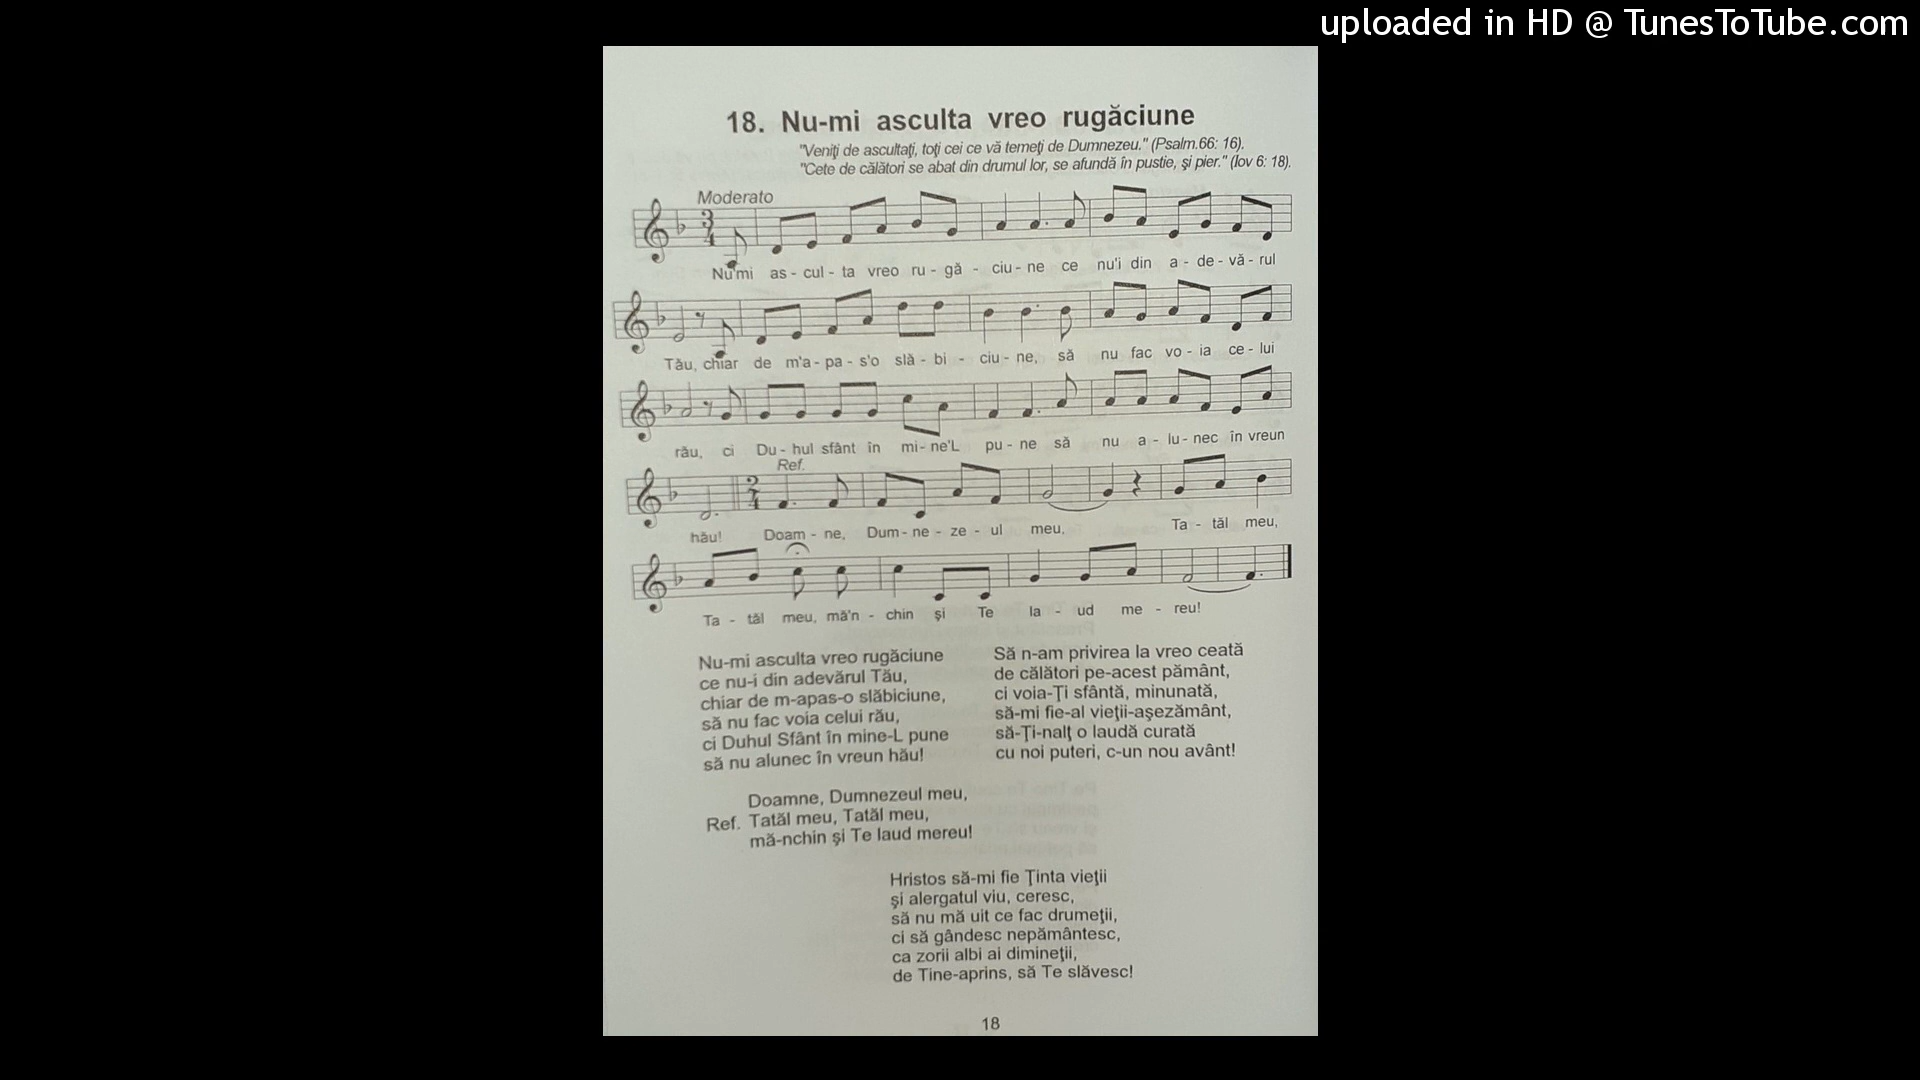 uploaded in HD @ TunesToTube.com
18. Nu-mi asculta vreo rugăciune
"Veniţi de ascultaţi, toţi cei ce vă temeţi de Dumnezeu." (Psalm.66: 16).
"Cete de călători se abat din drumul lor, se afundă în pustie, şi pier." (Iov 6: 18).
Moderato
3
4
Nu'mi as - cul - ta vreo ru - gă - ciu - ne ce nu'i din a - de - vă - rul
Tău, chiar de m'a - pa - s'o slă - bi - ciu - ne, să nu fac vo - ia ce - lui
rău, ci Du - hul sfânt în mi - ne'L pu - ne să nu a - lu - nec în vreun
Ref.
2
4
hău! Doam - ne, Dum - ne - ze - ul meu, Ta - tăl meu,
Ta - tăl meu, mă'n - chin şi Te la - ud me - reu!
Nu-mi asculta vreo rugăciune
ce nu-i din adevărul Tău,
chiar de m-apas-o slăbiciune,
să nu fac voia celui rău,
ci Duhul Sfânt în mine-L pune
să nu alunec în vreun hău!
Să n-am privirea la vreo ceată
de călători pe-acest pământ,
ci voia-Ţi sfântă, minunată,
să-mi fie-al vieţii-aşezământ,
să-Ţi-nalţ o laudă curată
cu noi puteri, c-un nou avânt!
Doamne, Dumnezeul meu,
Ref. Tatăl meu, Tatăl meu,
mă-nchin şi Te laud mereu!
Hristos să-mi fie Ţinta vieţii
şi alergatul viu, ceresc,
să nu mă uit ce fac drumeţii,
ci să gândesc nepământesc,
ca zorii albi ai dimineţii,
de Tine-aprins, să Te slăvesc!
18